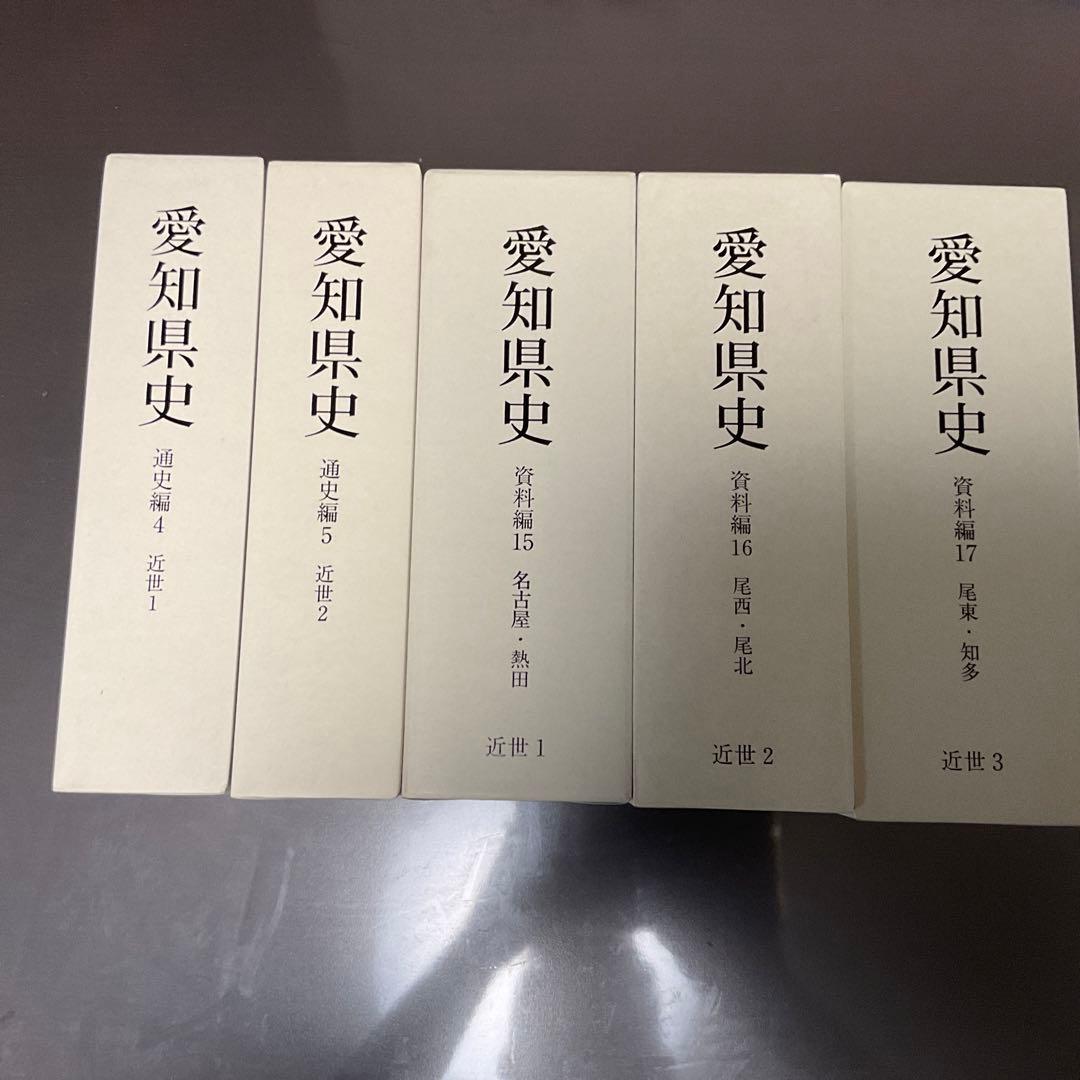 愛知県史
通史編4 近世1
愛知県史
通史編5 近世2
愛知県史
資料編15 名古屋・熱田
近世1
愛知県史
資料編16 尾西・尾北
近世2
愛知県史
資料編17 尾東・知多
近世3